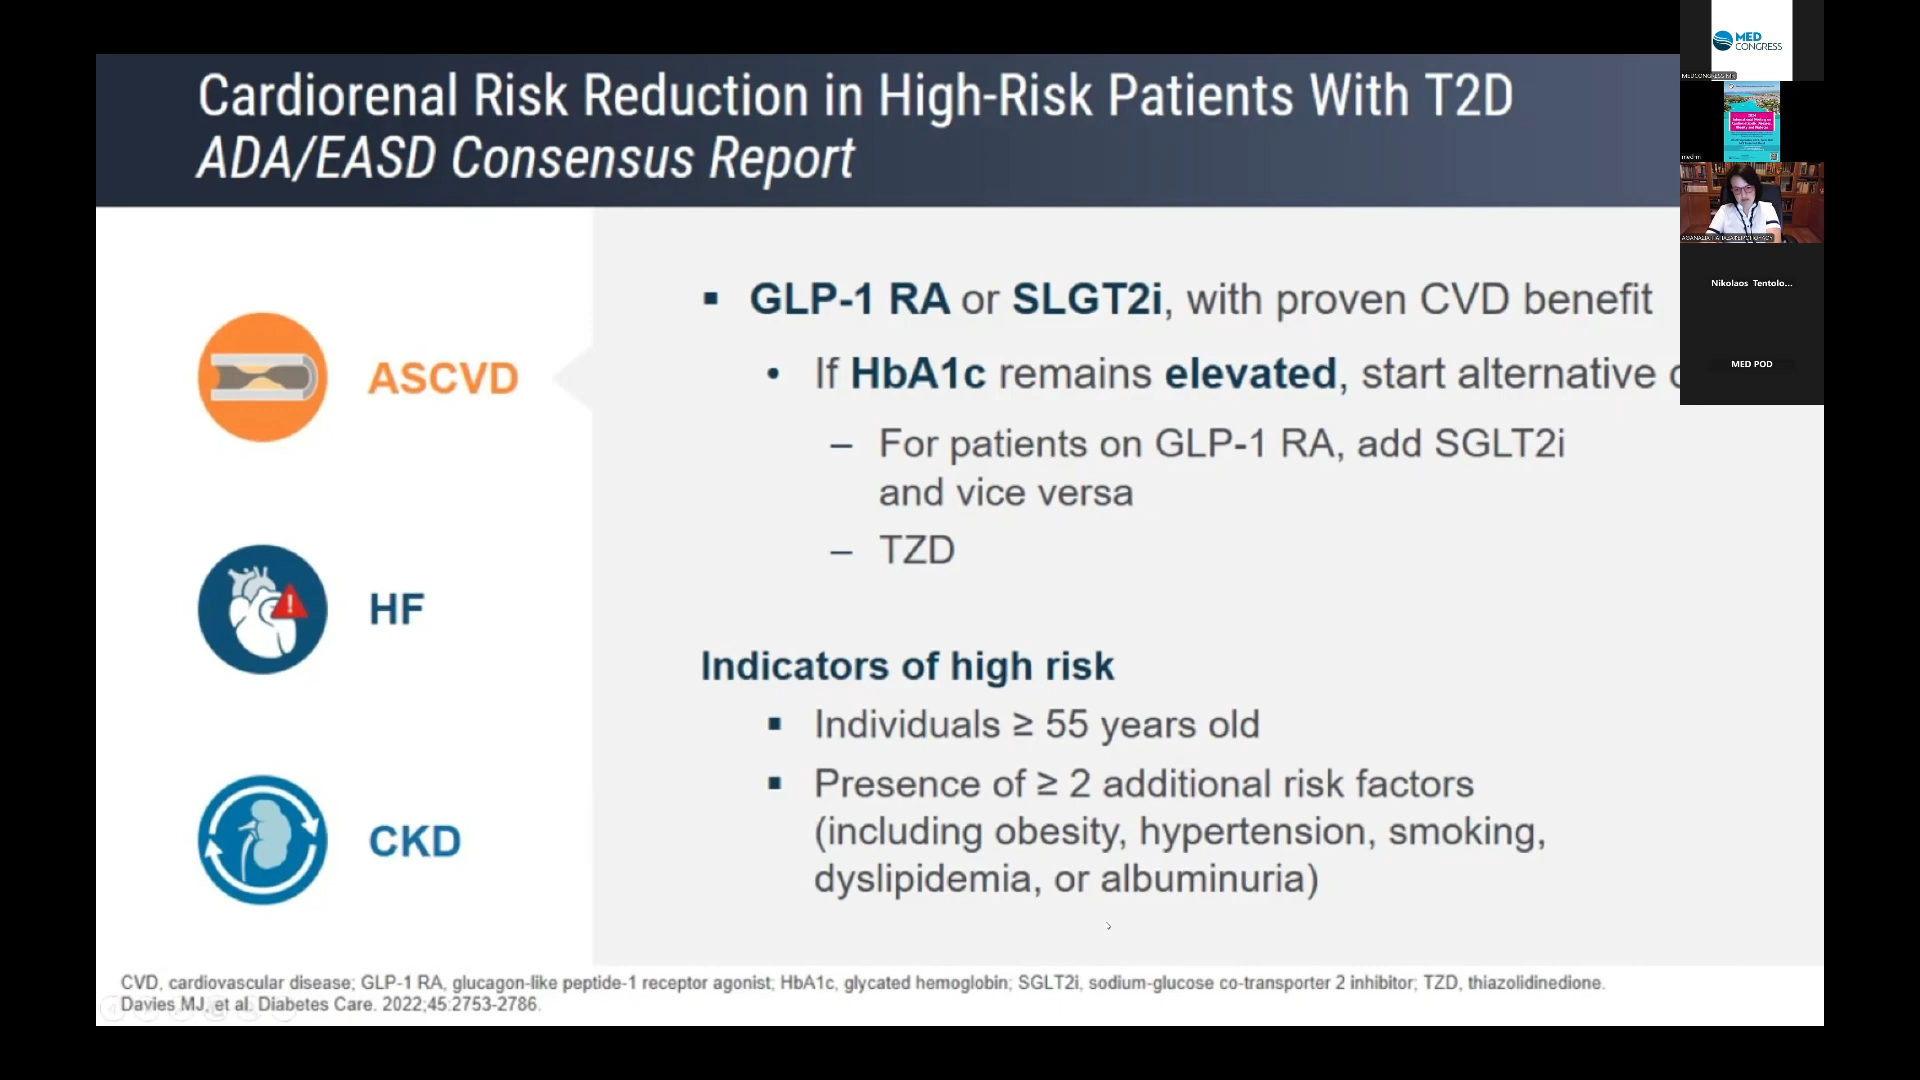 Cardiorenal Risk Reduction in High-Risk Patients With T2D
ADA/EASD Consensus Report
ASCVD
HF
CKD
▪ GLP-1 RA or SLGT2i, with proven CVD benefit
• If HbA1c remains elevated, start alternative
– For patients on GLP-1 RA, add SGLT2i
and vice versa
– TZD
Indicators of high risk
▪ Individuals ≥ 55 years old
▪ Presence of ≥ 2 additional risk factors
(including obesity, hypertension, smoking,
dyslipidemia, or albuminuria)
CVD, cardiovascular disease; GLP-1 RA, glucagon-like peptide-1 receptor agonist; HbA1c, glycated hemoglobin; SGLT2i, sodium-glucose co-transporter 2 inhibitor; TZD, thiazolidinedione.
Davies MJ, et al. Diabetes Care. 2022;45:2753-2786.
MED
CONGRESS
Nikolaos Tentolo...
MED POD